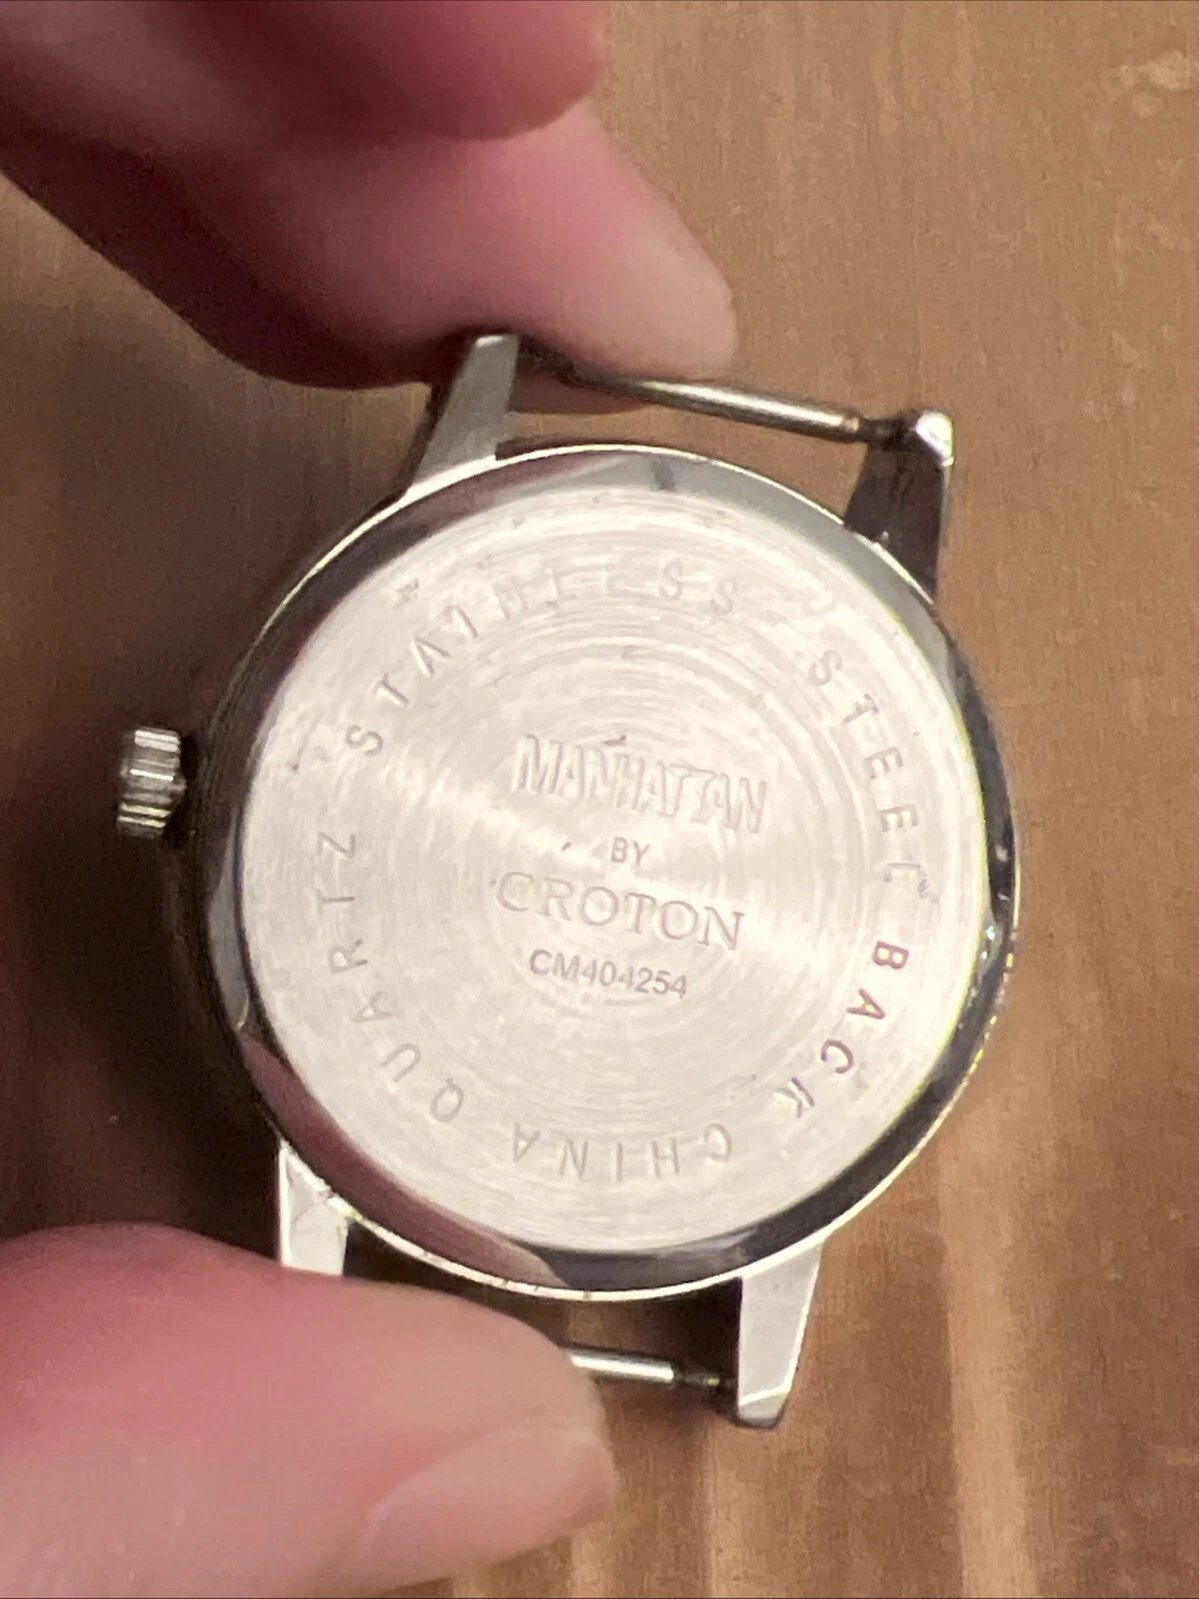 MANHATTAN
BY
CROTON
CM404254
STAINLESS STEEL BACK CHINA QUARTZ